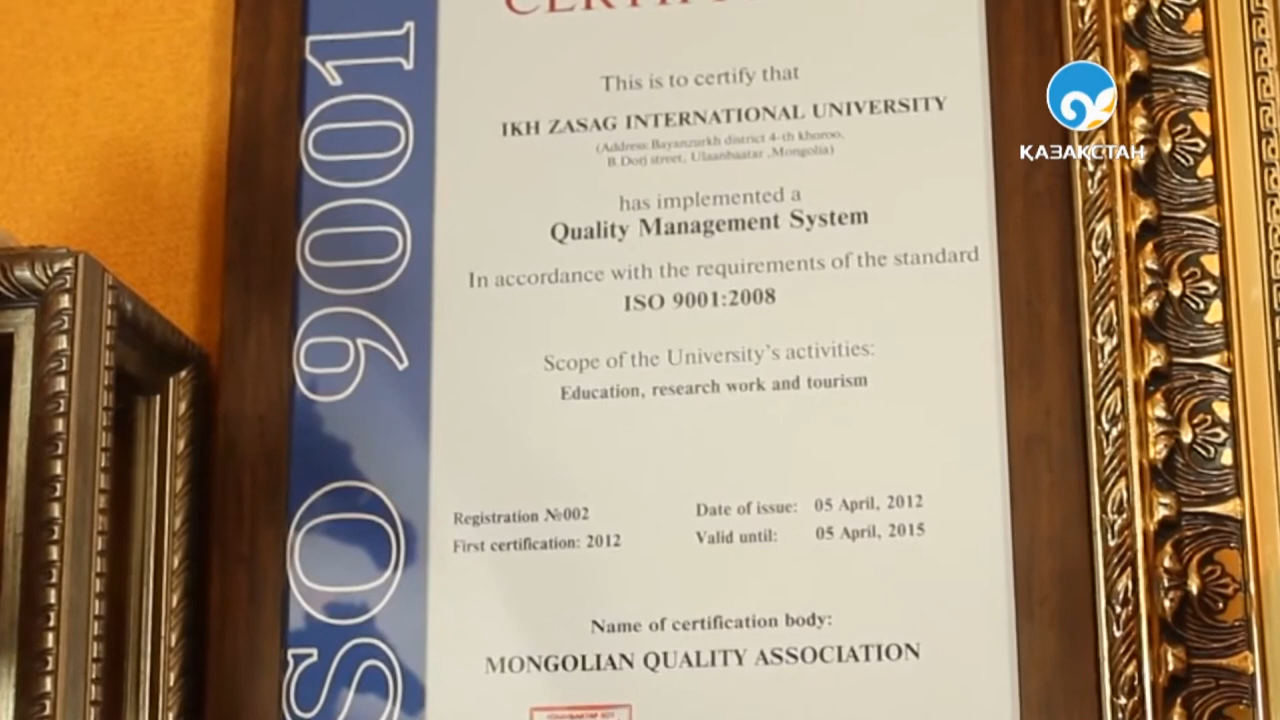 This is to certify that
IKH ZASAG INTERNATIONAL UNIVERSITY
(Address: Bayanzurkh district 4-th khoroo,
B. Dorj street, Ulaanbaatar ,Mongolia)
has implemented a
Quality Management System
In accordance with the requirements of the standard
ISO 9001:2008
Scope of the University's activities:
Education, research work and tourism
Registration №002
Date of issue: 05 April, 2012
First certification: 2012
Valid until: 05 April, 2015
Name of certification body:
MONGOLIAN QUALITY ASSOCIATION
SO 9001
ҚАЗАҚСТАН